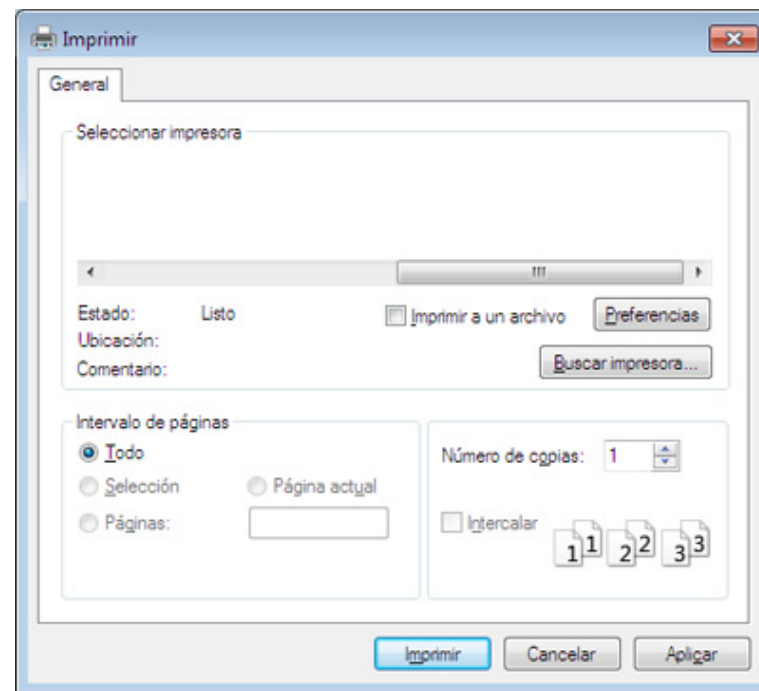 Imprimir
General
Seleccionar impresora
Estado: Listo
Imprimir a un archivo
Preferencias
Ubicación:
Comentario:
Buscar impresora...
Intervalo de páginas
Todo
Selección
Página actual
Páginas:
Número de copias: 1
Intercalar
1 1 2 2 3 3
Imprimir
Cancelar
Aplicar